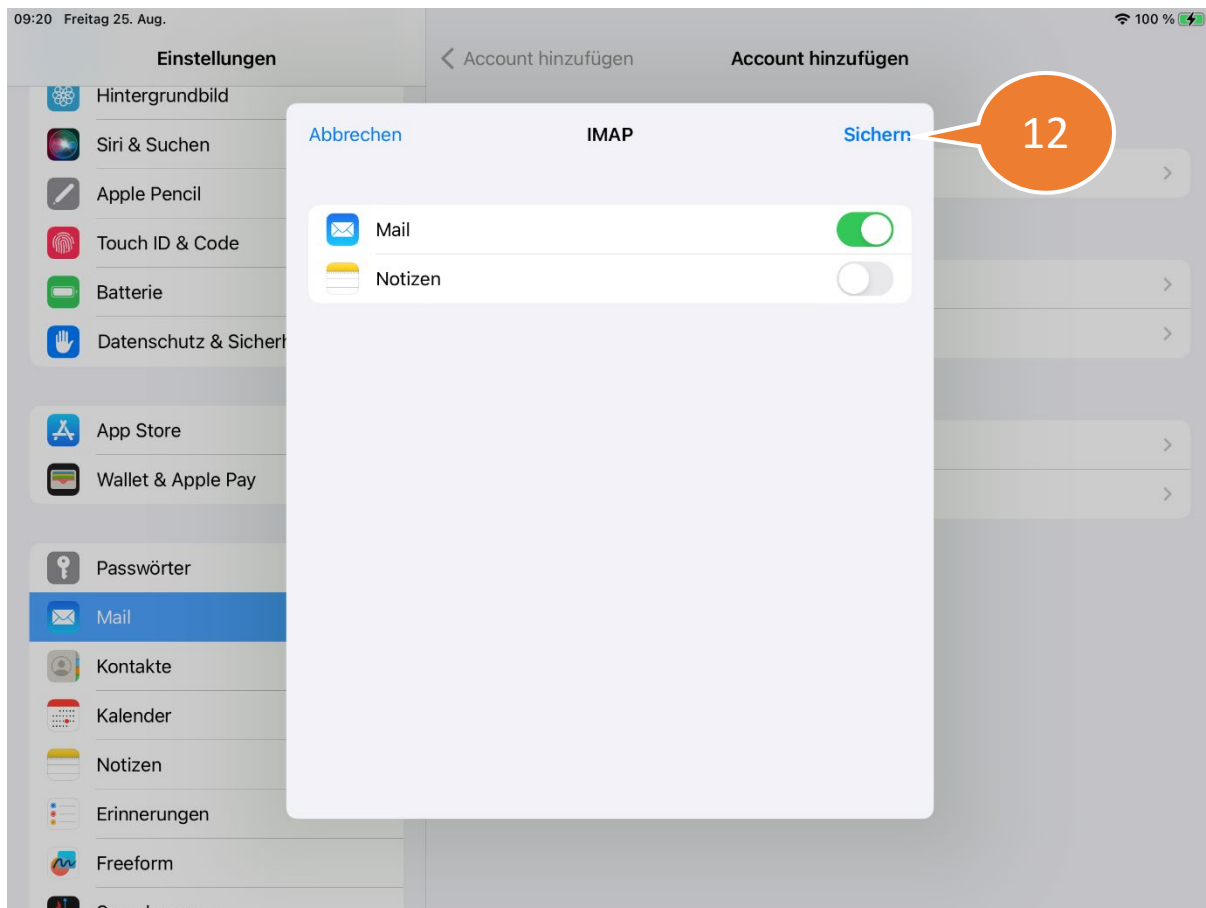 09:20 Freitag 25. Aug.
100 %
Einstellungen
Account hinzufügen
Account hinzufügen
Hintergrundbild
Siri & Suchen
Apple Pencil
Touch ID & Code
Batterie
Datenschutz & Sicherh
App Store
Wallet & Apple Pay
Passwörter
Mail
Kontakte
Kalender
Notizen
Erinnerungen
Freeform
Abbrechen
IMAP
Sichern
12
Mail
Notizen